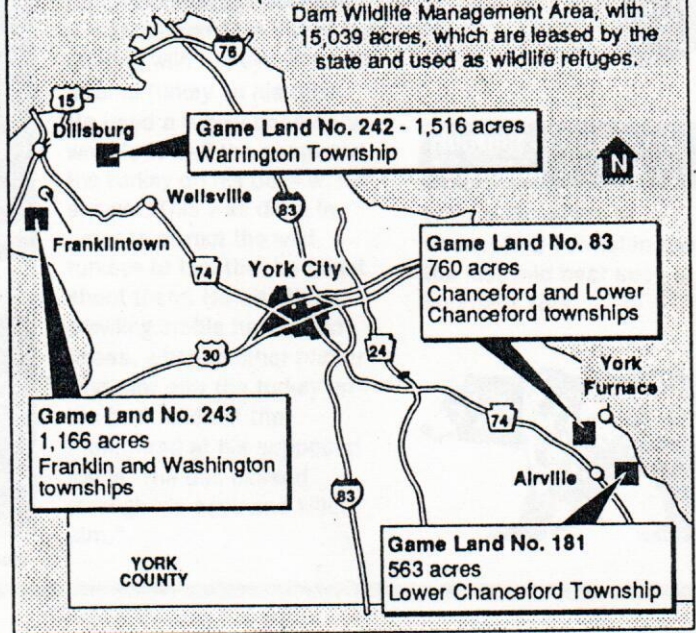 Dam Wildlife Management Area, with
15,039 acres, which are leased by the
state and used as wildlife refuges.
76
15
Dillsburg
Game Land No. 242 - 1,516 acres
Warrington Township
N
Wellsville
83
Franklintown
Game Land No. 83
760 acres
Chanceford and Lower
Chanceford townships
74
York City
30
24
York
Furnace
Game Land No. 243
1,166 acres
Franklin and Washington
townships
74
Airville
83
Game Land No. 181
563 acres
Lower Chanceford Township
YORK
COUNTY